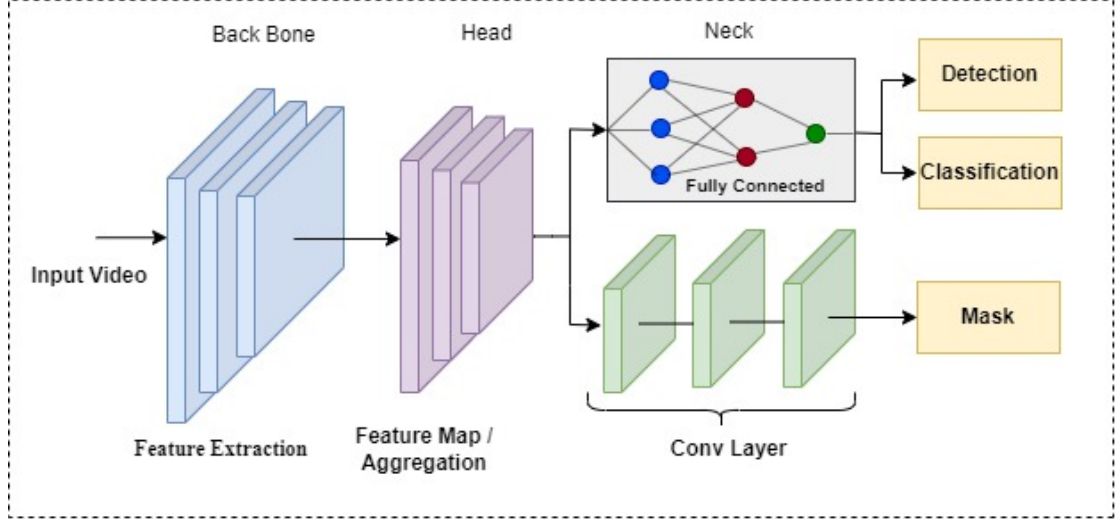 Back Bone
Head
Neck
Detection
Classification
Fully Connected
Input Video
Mask
Feature Extraction
Feature Map /
Aggregation
Conv Layer